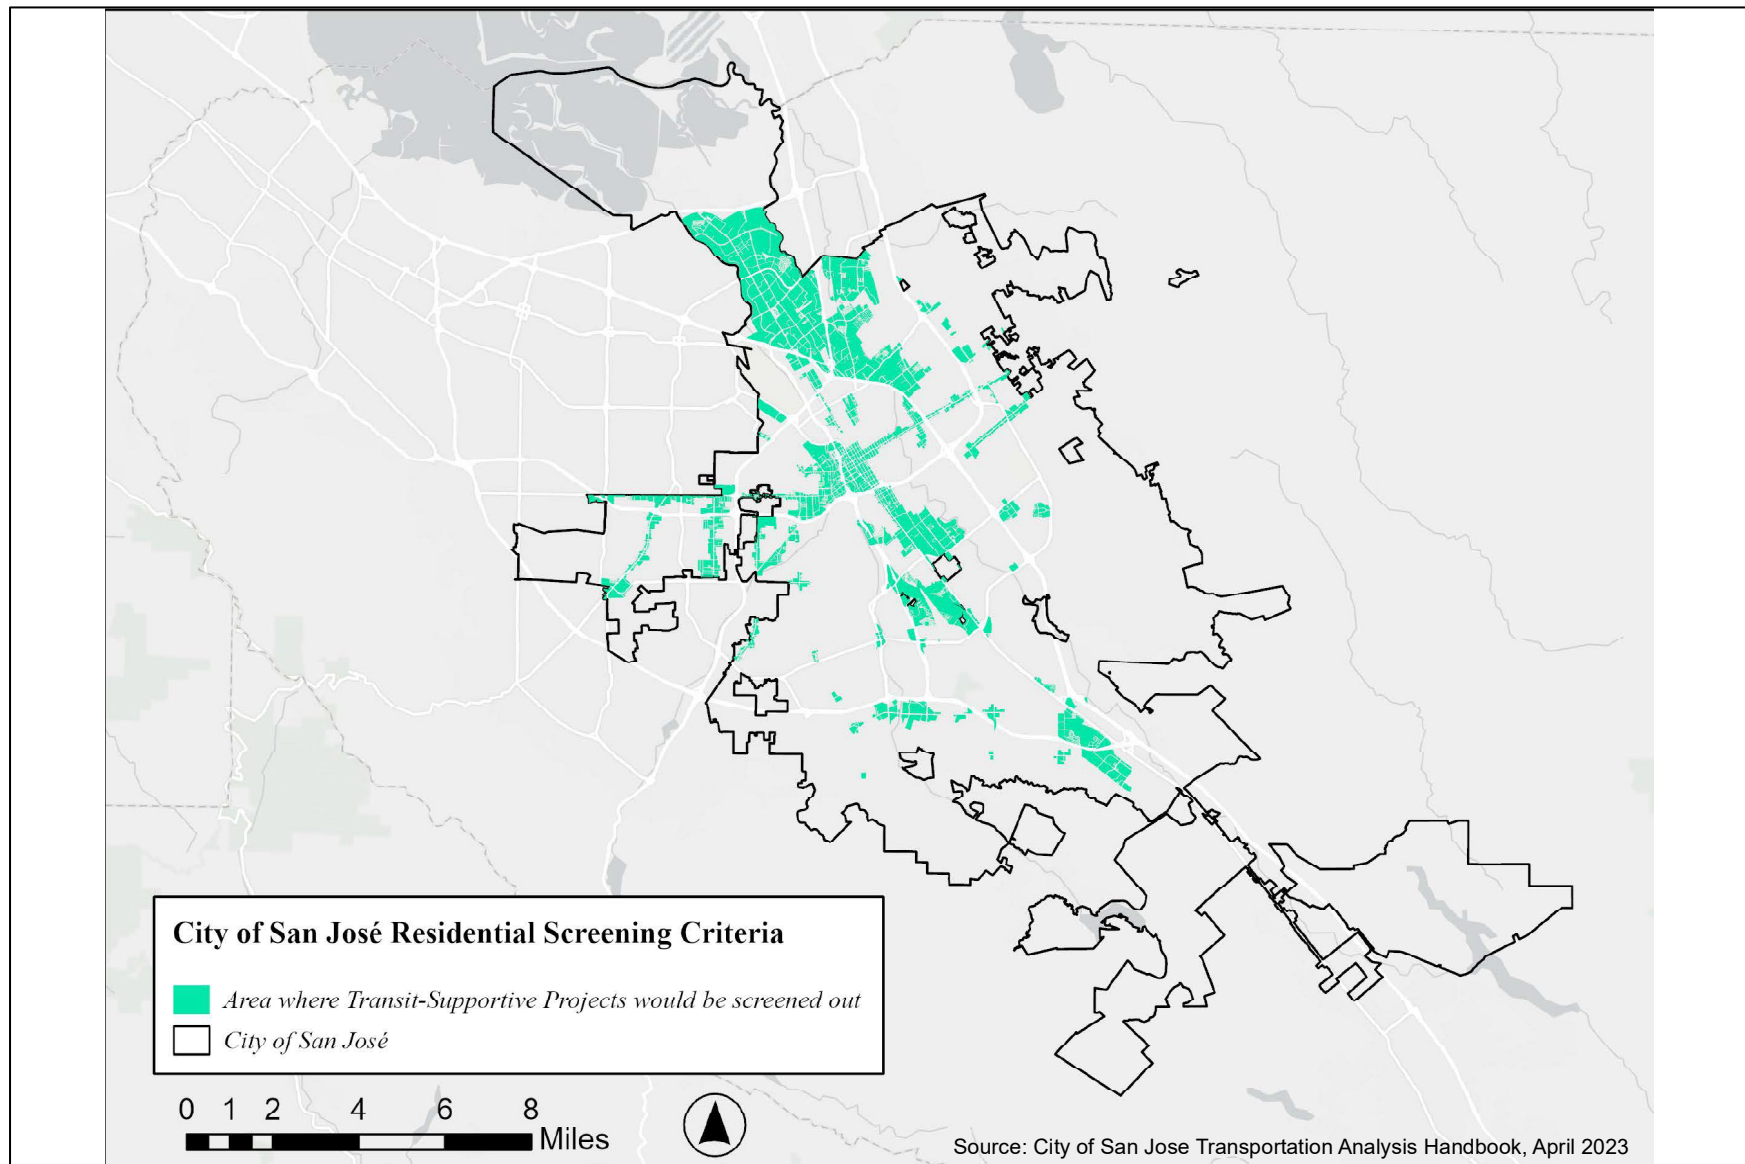 City of San José Residential Screening Criteria
Area where Transit-Supportive Projects would be screened out
City of San José
0 1 2 4 6 8
Miles
Source: City of San Jose Transportation Analysis Handbook, April 2023